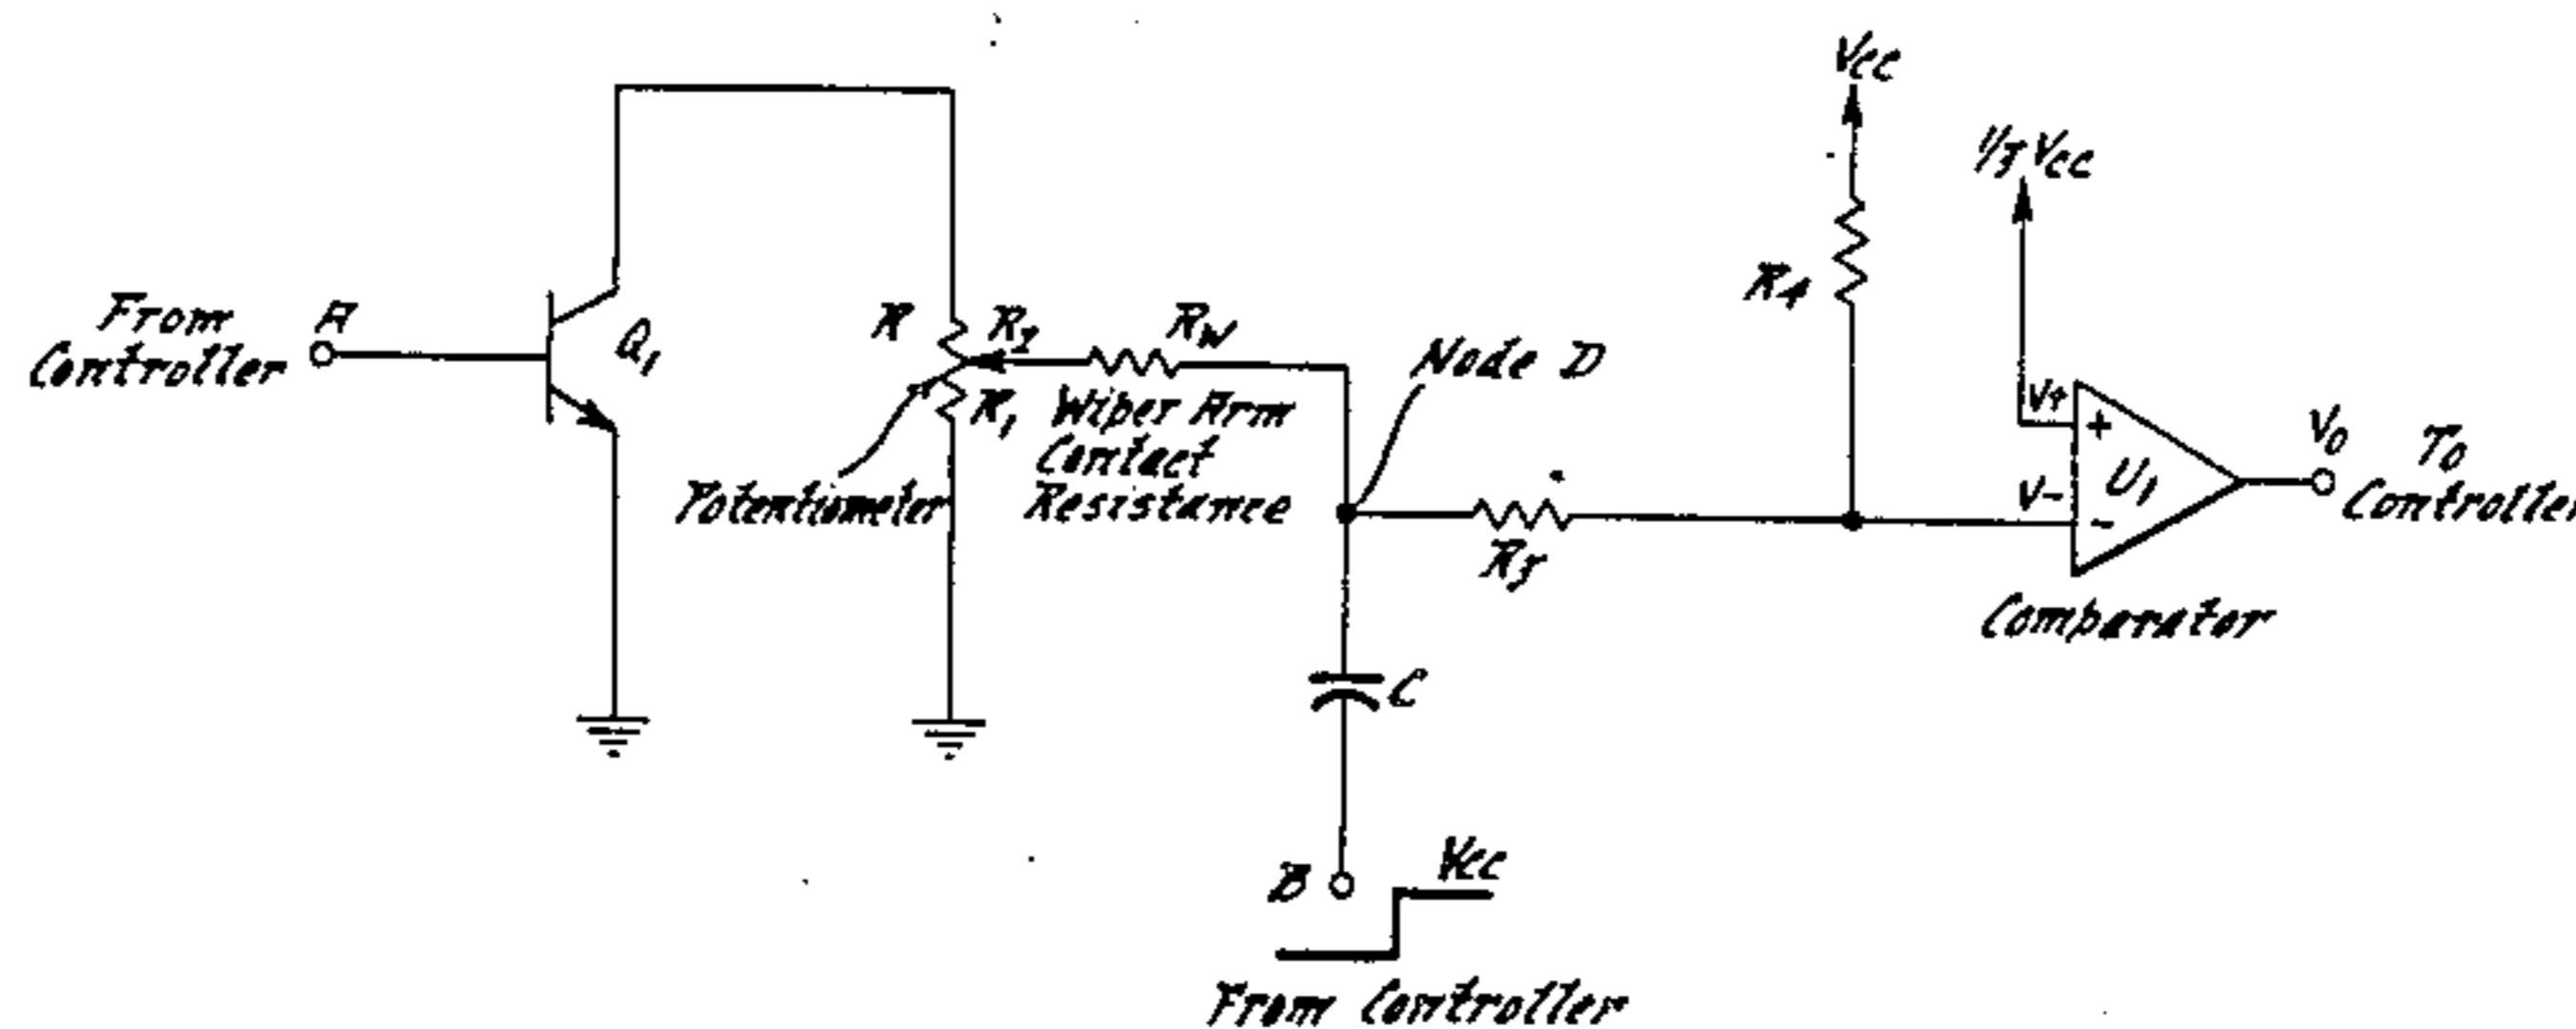 From
Controller
A
Q1
R
R2
R1
Potentiometer
RW
Wiper Arm
Contact
Resistance
Node D
R3
C
B
VCC
From Controller
VCC
R4
1/3 VCC
V+
+
V-
-
U1
Comparator
V0
To
Controller